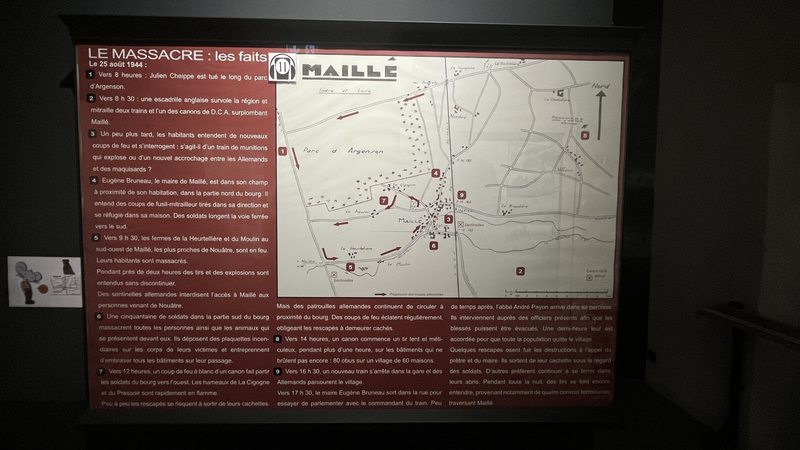 LE MASSACRE : les faits
Le 25 août 1944 :
1 Vers 8 heures : Julien Cheippe est tué le long du parc
d'Argenson.
2 Vers 8 h 30 : une escadrille anglaise survole la région et
mitraille deux trains et l'un des canons de D.C.A. surplombant
Maillé.
3 Un peu plus tard, les habitants entendent de nouveaux
coups de feu et s'interrogent : s'agit-il d'un train de munitions
qui explose ou d'un nouvel accrochage entre les Allemands
et des maquisards ?
4 Eugène Bruneau, le maire de Maillé, est dans son champ
à proximité de son habitation, dans la partie nord du bourg. Il
entend des coups de fusil-mitrailleur tirés dans sa direction et
se réfugie dans sa maison. Des soldats longent la voie ferrée
vers le sud.
5 Vers 9 h 30, les fermes de la Heurtellière et du Moulin au
sud-ouest de Maillé, les plus proches de Nouâtre, sont en feu.
Leurs habitants sont massacrés.
Pendant près de deux heures des tirs et des explosions sont
entendus sans discontinuer.
Des sentinelles allemandes interdisent l'accès à Maillé aux
personnes venant de Nouâtre.
6 Une cinquantaine de soldats dans la partie sud du bourg
massacrent toutes les personnes ainsi que les animaux qui
se présentent devant eux. Ils déposent des plaquettes incen-
diaires sur les corps de leurs victimes et entreprennent
d'embraser tous les bâtiments sur leur passage.
7 Vers 12 heures, un coup de feu à blanc d'un canon fait partir
les soldats du bourg vers l'ouest. Les hameaux de La Cigogne
et du Pressoir sont rapidement en flamme.
Peu à peu les rescapés se risquent à sortir de leurs cachettes.
11
MAILLÉ
Indre et Loire
Nord
Parc d'Argenson
1
8
4
9
7
3
MAILLÉ
6
5
2
La Heurtelière
Le Moulin
Sentinelles
Mais des patrouilles allemandes continuent de circuler à
proximité du bourg. Des coups de feu éclatent régulièrement,
obligeant les rescapés à demeurer cachés.
8 Vers 14 heures, un canon commence un tir lent et méti-
culeux, pendant plus d'une heure, sur les bâtiments qui ne
brûlent pas encore : 80 obus sur un village de 60 maisons.
9 Vers 16 h 30, un nouveau train s'arrête dans la gare et des
Allemands parcourent le village.
Vers 17 h 30, le maire Eugène Bruneau sort dans la rue pour
essayer de parlementer avec le commandant du train. Peu
de temps après, l'abbé André Payon arrive dans sa paroisse.
Ils interviennent auprès des officiers présents afin que les
blessés puissent être évacués. Une demi-heure leur est
accordée pour que toute la population quitte le village.
Quelques rescapés osent fuir les destructions à l'appel du
prêtre et du maire. Ils sortent de leur cachette sous le regard
des soldats. D'autres préfèrent continuer à se terrer dans
leurs abris. Pendant toute la nuit, des tirs se font encore
entendre, provenant notamment de quatre convois ferroviaires
traversant Maillé.